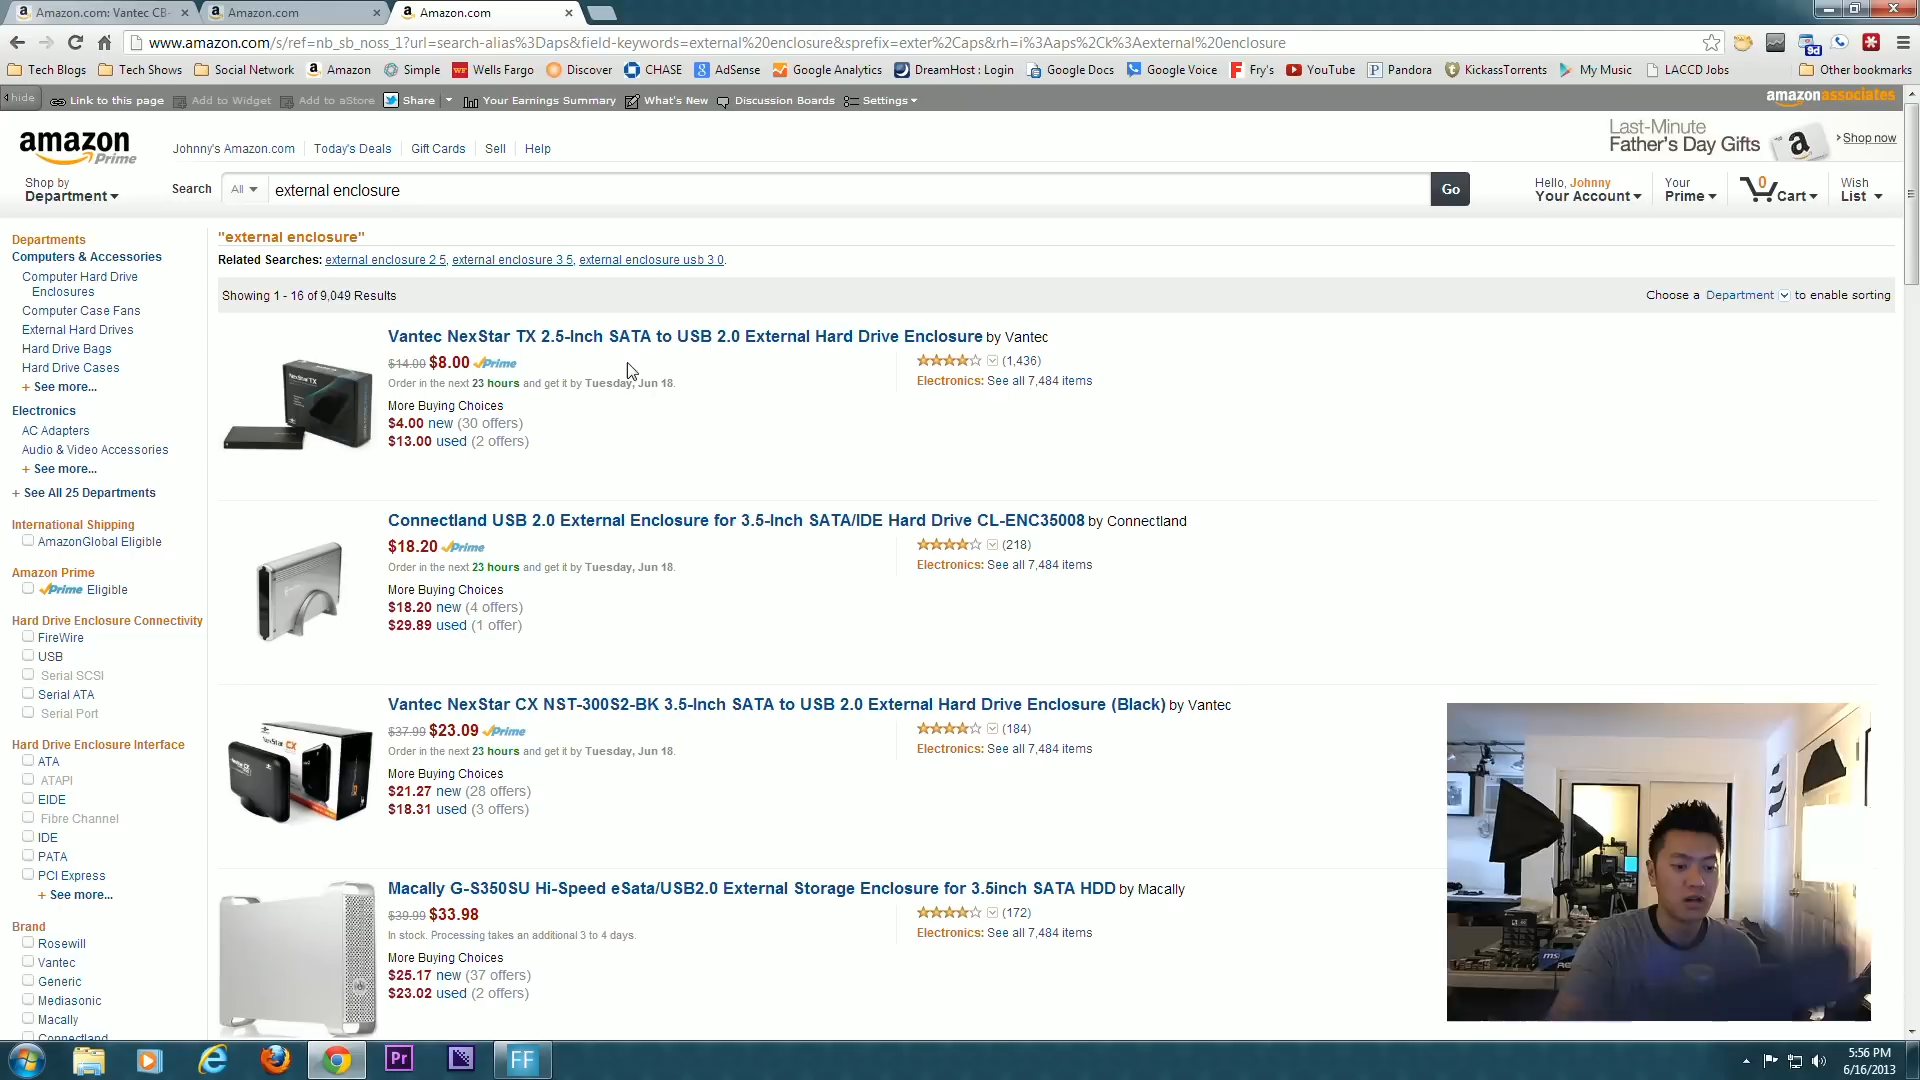 Amazon.com: Vantec CB-
Amazon.com
Amazon.com
www.amazon.com/s/ref=nb_sb_noss_1?url=search-alias%3Daps&field-keywords=external%20enclosure&sprefix=exter%2Caps&rh=i%3Aaps%2Ck%3Aexternal%20enclosure
9d
Tech Blogs
Tech Shows
Social Network
Amazon
Simple
Wells Fargo
Discover
CHASE
AdSense
Google Analytics
DreamHost : Login
Google Docs
Google Voice
Fry's
YouTube
Pandora
KickassTorrents
My Music
LACCD Jobs
Other bookmarks
hide
Link to this page
Add to Widget
Add to aStore
Share
Your Earnings Summary
What's New
Discussion Boards
Settings
amazonassociates
amazon
Prime
Johnny's Amazon.com
Today's Deals
Gift Cards
Sell
Help
Last-Minute
Father's Day Gifts
Shop now
Shop by
Department
Search
All
external enclosure
Go
Hello, Johnny
Your Account
Your
Prime
0
Cart
Wish
List
Departments
Computers & Accessories
Computer Hard Drive
Enclosures
Computer Case Fans
External Hard Drives
Hard Drive Bags
Hard Drive Cases
+ See more...
Electronics
AC Adapters
Audio & Video Accessories
+ See more...
+ See All 25 Departments
International Shipping
AmazonGlobal Eligible
Amazon Prime
Prime Eligible
Hard Drive Enclosure Connectivity
FireWire
USB
Serial SCSI
Serial ATA
Serial Port
Hard Drive Enclosure Interface
ATA
ATAPI
EIDE
Fibre Channel
IDE
PATA
PCI Express
+ See more...
Brand
Rosewill
Vantec
Generic
Mediasonic
Macally
Connectland
"external enclosure"
Related Searches: external enclosure 2 5, external enclosure 3 5, external enclosure usb 3 0.
Showing 1 - 16 of 9,049 Results
Choose a Department to enable sorting
Vantec NexStar TX 2.5-Inch SATA to USB 2.0 External Hard Drive Enclosure by Vantec
$14.00 $8.00 Prime
Order in the next 23 hours and get it by Tuesday, Jun 18.
More Buying Choices
$4.00 new (30 offers)
$13.00 used (2 offers)
(1,436)
Electronics: See all 7,484 items
NexStar TX
Connectland USB 2.0 External Enclosure for 3.5-Inch SATA/IDE Hard Drive CL-ENC35008 by Connectland
$18.20 Prime
Order in the next 23 hours and get it by Tuesday, Jun 18.
More Buying Choices
$18.20 new (4 offers)
$29.89 used (1 offer)
(218)
Electronics: See all 7,484 items
Vantec NexStar CX NST-300S2-BK 3.5-Inch SATA to USB 2.0 External Hard Drive Enclosure (Black) by Vantec
$37.99 $23.09 Prime
Order in the next 23 hours and get it by Tuesday, Jun 18.
More Buying Choices
$21.27 new (28 offers)
$18.31 used (3 offers)
(184)
Electronics: See all 7,484 items
NexStar CX
Macally G-S350SU Hi-Speed eSata/USB2.0 External Storage Enclosure for 3.5inch SATA HDD by Macally
$39.99 $33.98
In stock. Processing takes an additional 3 to 4 days.
More Buying Choices
$25.17 new (37 offers)
$23.02 used (2 offers)
(172)
Electronics: See all 7,484 items
msi
Pr
FF
5:56 PM
6/16/2013